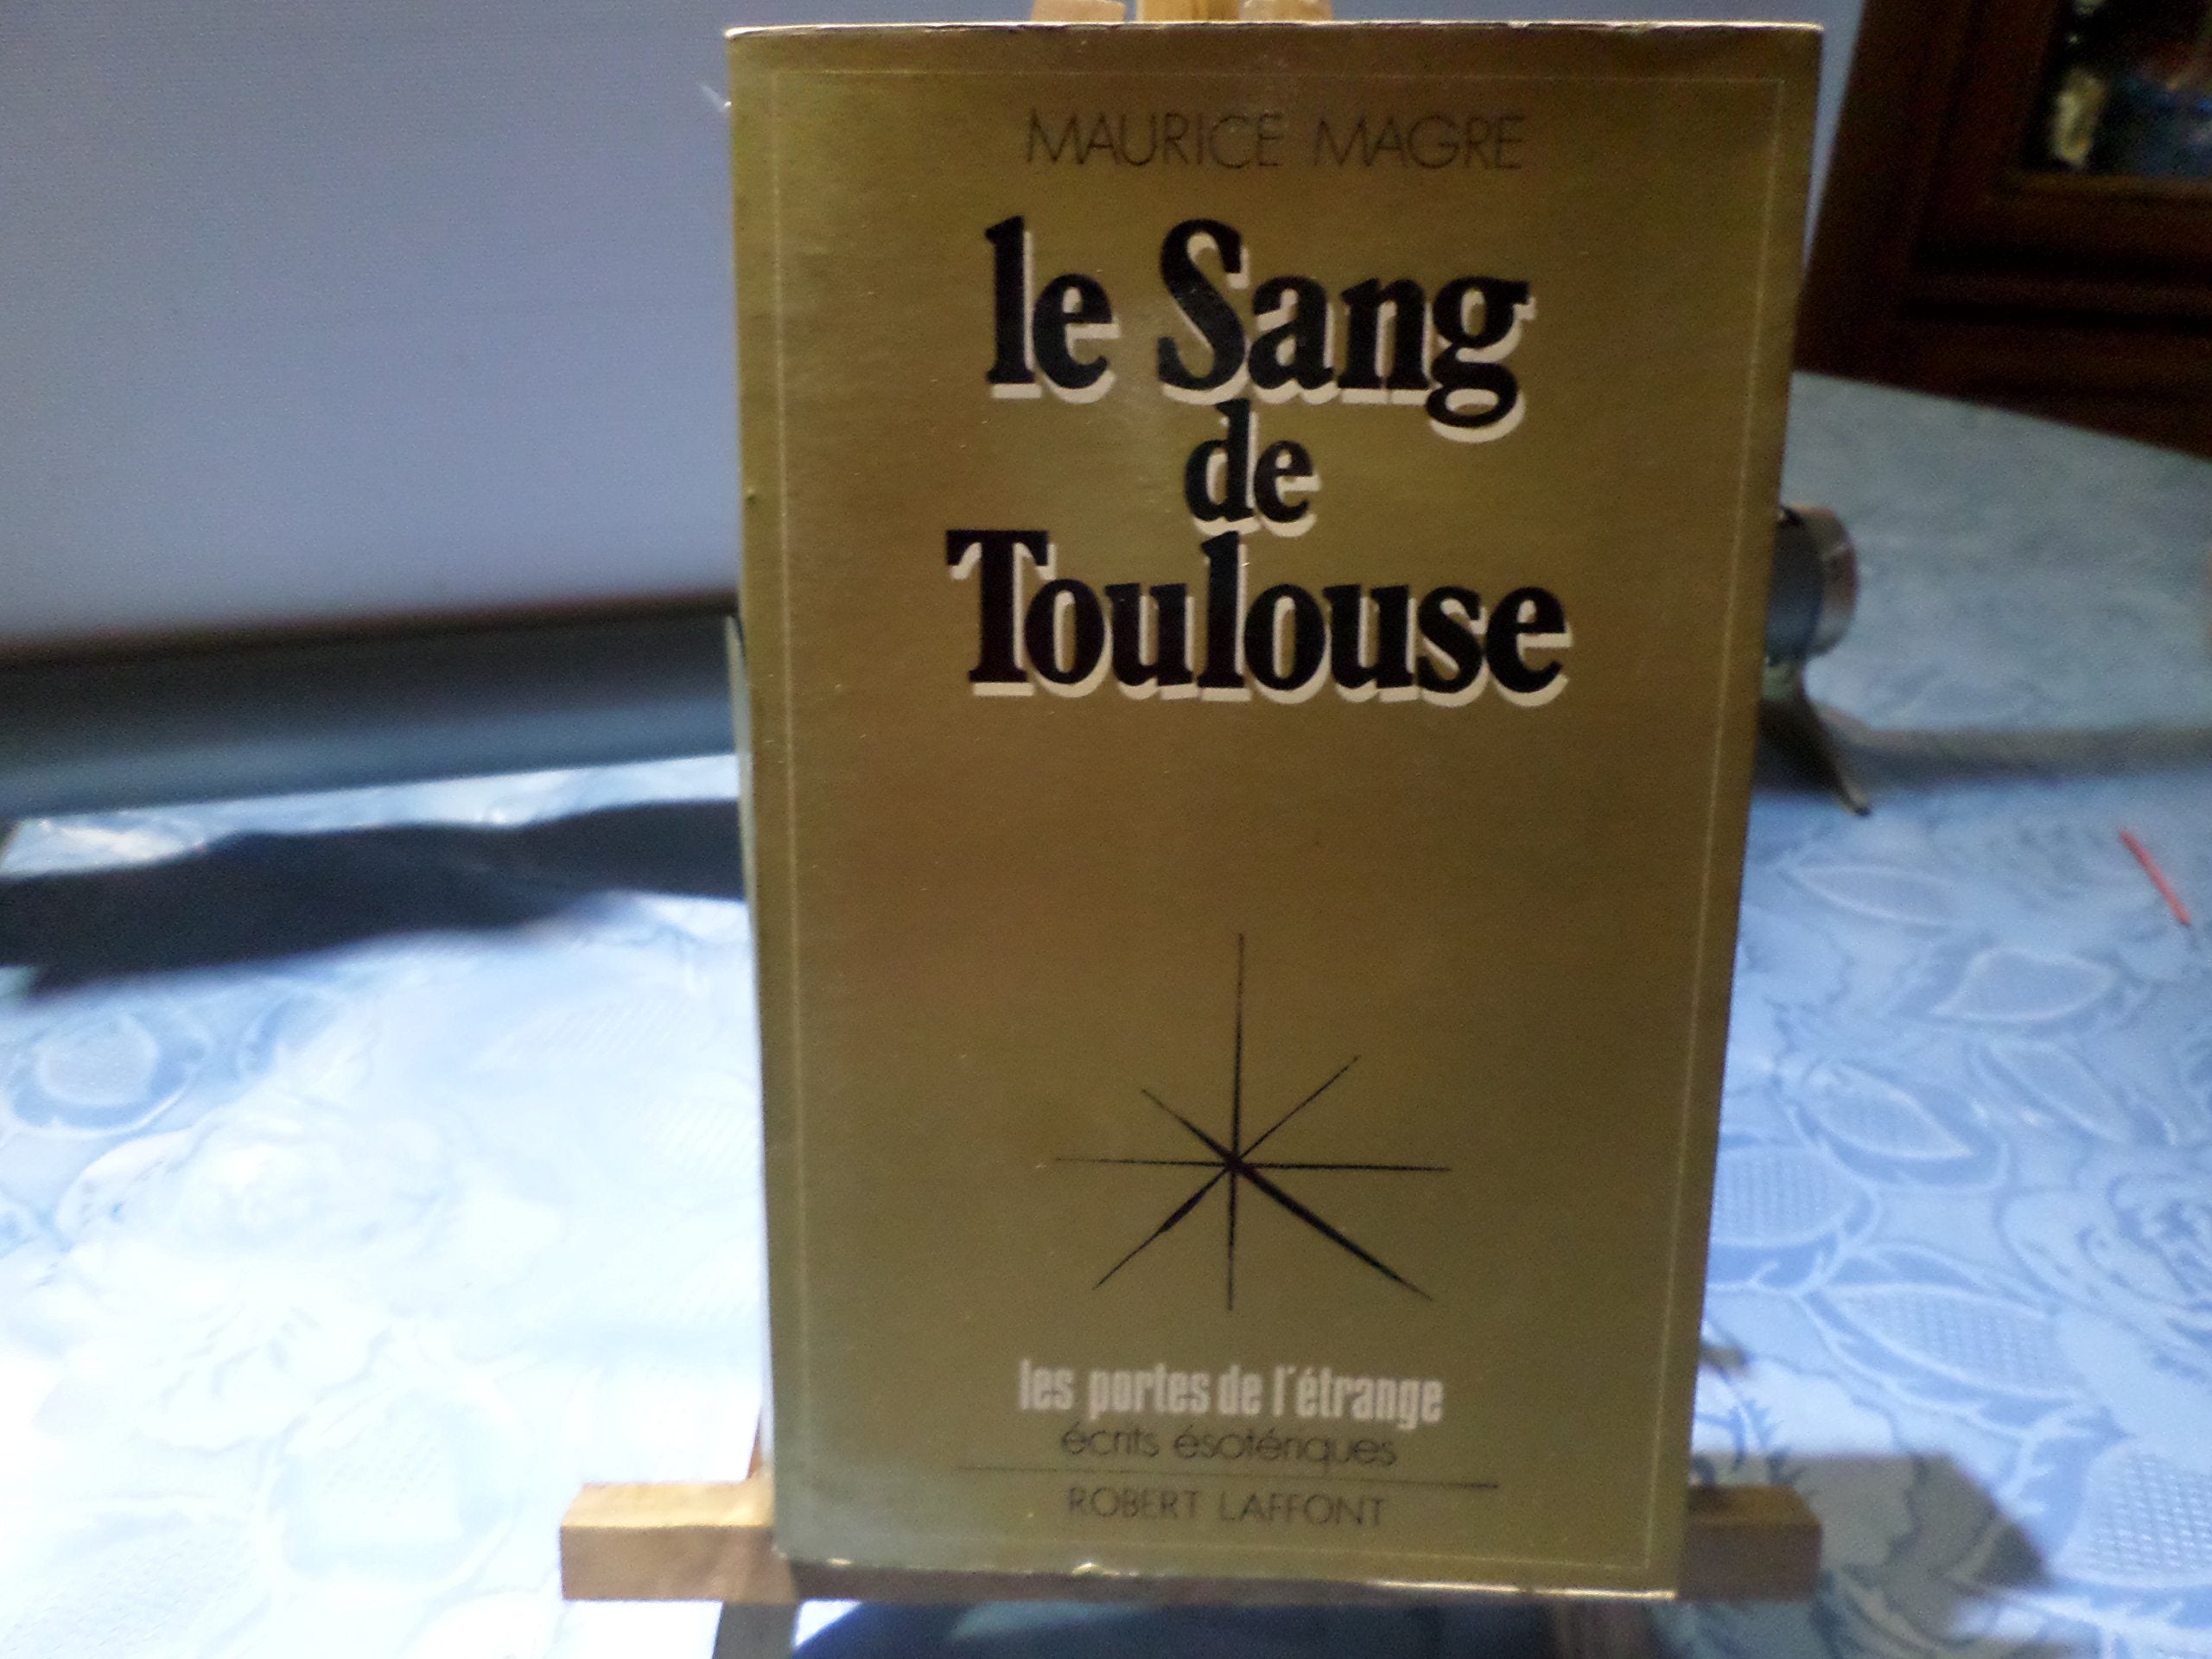 MAURICE MAGRE
le Sang
de
Toulouse
les portes de l'étrange
écrits ésotériques
ROBERT LAFFONT